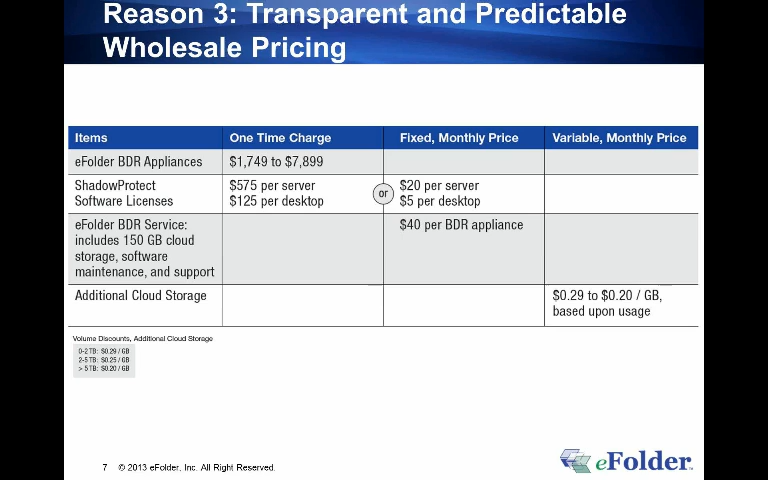 Reason 3: Transparent and Predictable
Wholesale Pricing
Items One Time Charge Fixed, Monthly Price Variable, Monthly Price
eFolder BDR Appliances $1,749 to $7,899
ShadowProtect
Software Licenses
$575 per server
$125 per desktop
or
$20 per server
$5 per desktop
eFolder BDR Service:
includes 150 GB cloud
storage, software
maintenance, and support
$40 per BDR appliance
Additional Cloud Storage
$0.29 to $0.20 / GB,
based upon usage
Volume Discounts, Additional Cloud Storage
0-2 TB: $0.29 / GB
2-5 TB: $0.25 / GB
> 5 TB: $0.20 / GB
7 © 2013 eFolder, Inc. All Right Reserved.
eFolder